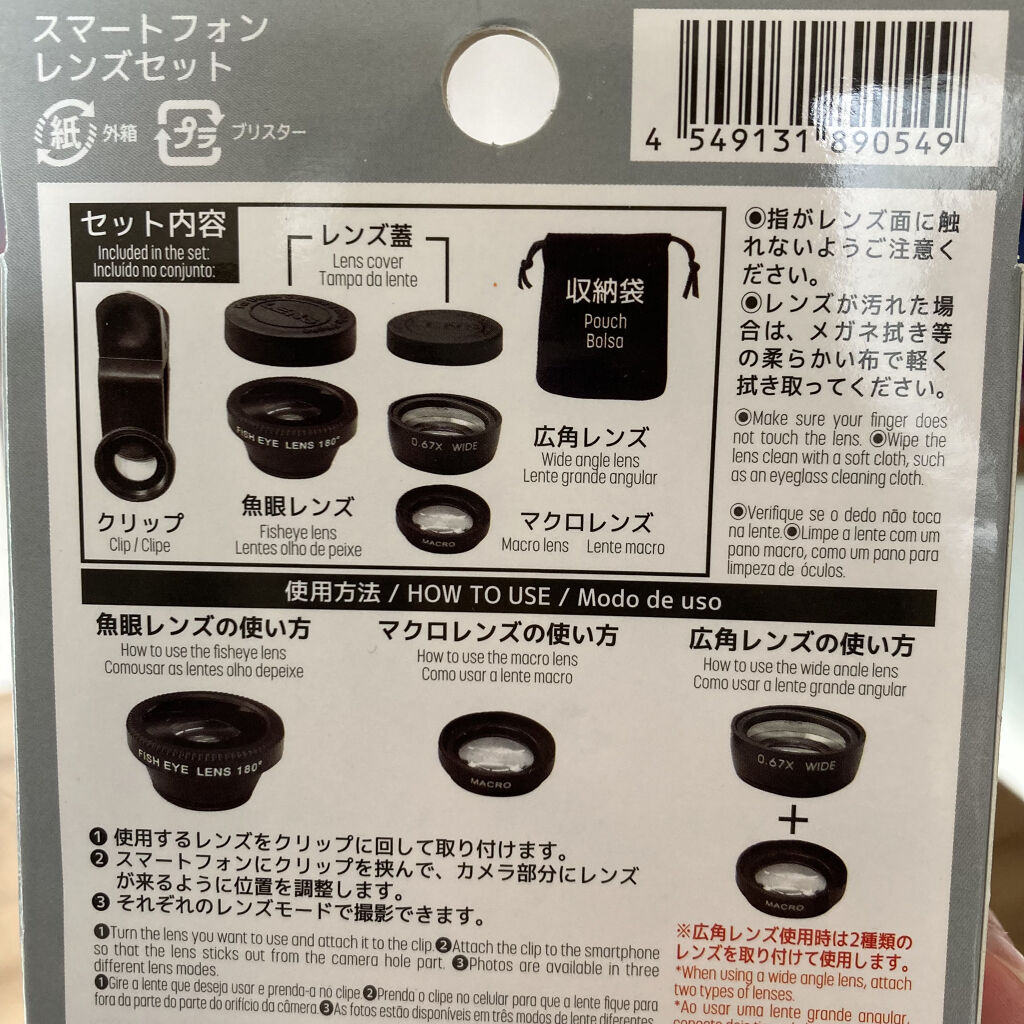 スマートフォン
レンズセット
紙 外箱 プラ ブリスター
4 549131 890549
セット内容
Included in the set:
Incluído no conjunto:
レンズ蓋
Lens cover
Tampa da lente
収納袋
Pouch
Bolsa
FISH EYE LENS 180°
0.67X WIDE
MACRO
クリップ
Clip / Clipe
魚眼レンズ
Fisheye lens
Lentes olho de peixe
広角レンズ
Wide angle lens
Lente grande angular
マクロレンズ
Macro lens Lente macro
◉指がレンズ面に触
れないようご注意く
ださい。
◉レンズが汚れた場
合は、メガネ拭き等
の柔らかい布で軽く
拭き取ってください。
◉Make sure your finger does
not touch the lens. ◉Wipe the
lens clean with a soft cloth, such
as an eyeglass cleaning cloth.
◉Verifique se o dedo não toca
na lente.◉Limpe a lente com um
pano macro, como um pano para
limpeza de óculos.
使用方法 / HOW TO USE / Modo de uso
魚眼レンズの使い方
How to use the fisheye lens
Comousar as lentes olho depeixe
FISH EYE LENS 180°
マクロレンズの使い方
How to use the macro lens
Como usar a lente macro
MACRO
広角レンズの使い方
How to use the wide anale lens
Como usar a lente grande angular
0.67X WIDE
+
MACRO
❶ 使用するレンズをクリップに回して取り付けます。
❷ スマートフォンにクリップを挟んで、カメラ部分にレンズ
が来るように位置を調整します。
❸ それぞれのレンズモードで撮影できます。
❶Turn the lens you want to use and attach it to the clip.❷Attach the clip to the smartphone
so that the lens sticks out from the camera hole part. ❸Photos are available in three
different lens modes.
❶Gire a lente que deseja usar e prenda-a no clipe.❷Prenda o clipe no celular para que a lente fique para
fora da parte do parte do orifício da câmera.❸As fotos estão disponíveis em três modos de lente diferentes.
※広角レンズ使用時は2種類の
レンズを取り付けて使用します。
*When using a wide angle lens, attach
two types of lenses.
*Ao usar uma lente grande angular,